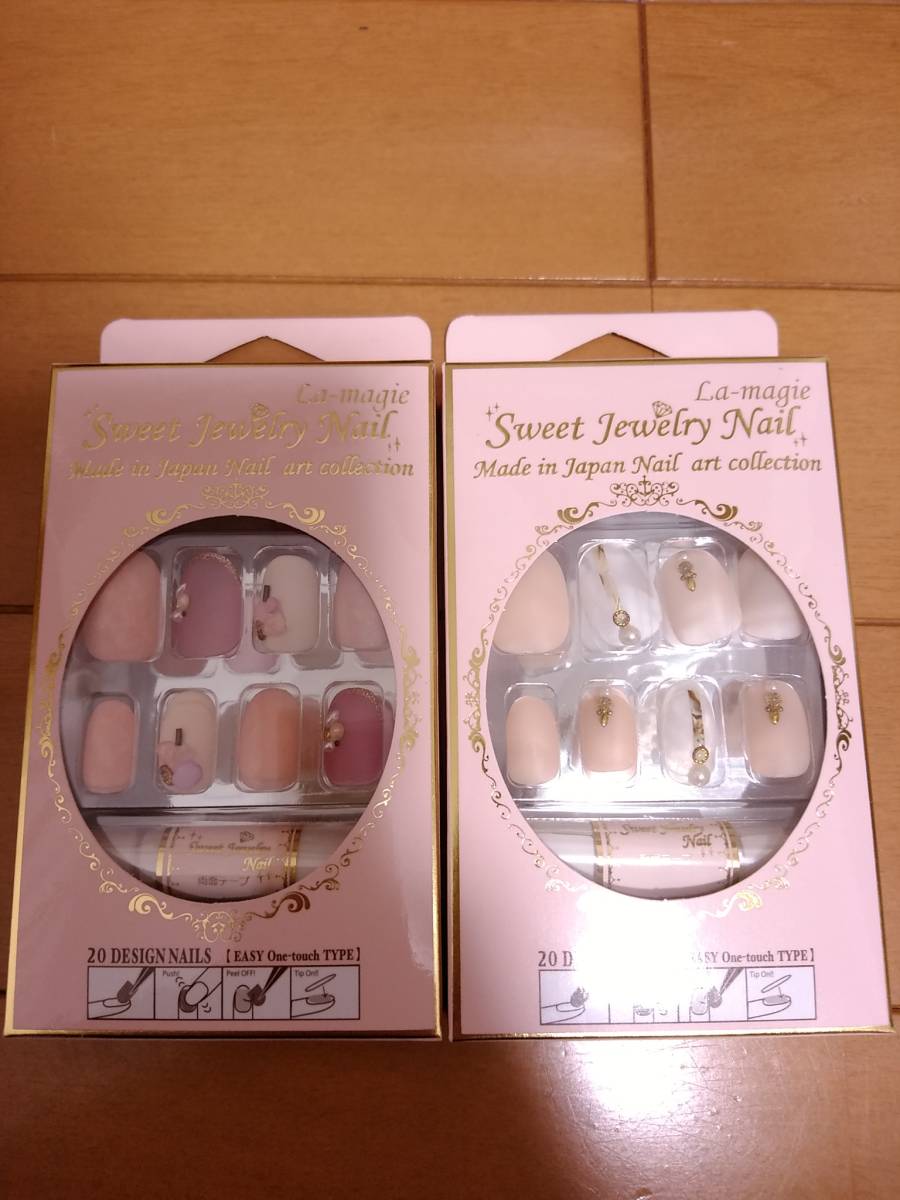 La-magie
Sweet Jewelry Nail
Made in Japan Nail art collection
Sweet Jewelry
Nail
両面テープ
20 DESIGN NAILS 【EASY One-touch TYPE】
Push! Peel OFF! Tip On!!
La-magie
Sweet Jewelry Nail
Made in Japan Nail art collection
Sweet Jewelry
Nail
20 EASY One-touch TYPE】
Tip On!!